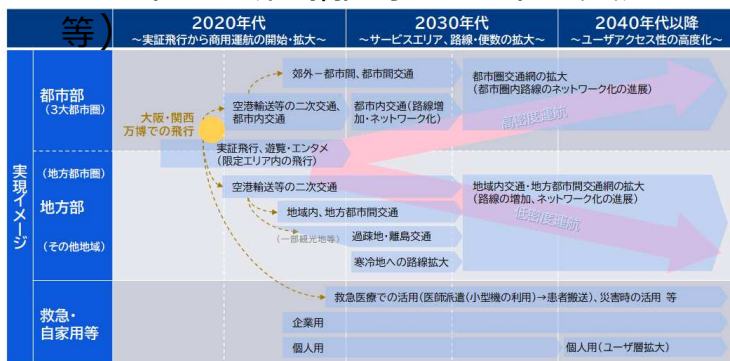 等)
2020年代
～実証飛行から商用運航の開始・拡大～
2030年代
～サービスエリア、路線・便数の拡大～
2040年代以降
～ユーザアクセス性の高度化～
実現イメージ
都市部
(3大都市圏)
大阪・関西
万博での飛行
郊外－都市間、都市間交通
空港輸送等の二次交通、
都市内交通
都市内交通(路線増
加・ネットワーク化)
都市圏交通網の拡大
(都市圏内路線のネットワーク化の進展)
高密度運航
実証飛行、遊覧・エンタメ
(限定エリア内の飛行)
(地方都市圏)
地方部
(その他地域)
空港輸送等の二次交通
地域内、地方都市間交通
(一部観光地等)
過疎地・離島交通
寒冷地への路線拡大
地域内交通・地方都市間交通網の拡大
(路線の増加、ネットワーク化の進展)
低密度運航
救急・
自家用等
救急医療での活用(医師派遣(小型機の利用)→患者搬送)、災害時の活用 等
企業用
個人用
個人用(ユーザ層拡大)